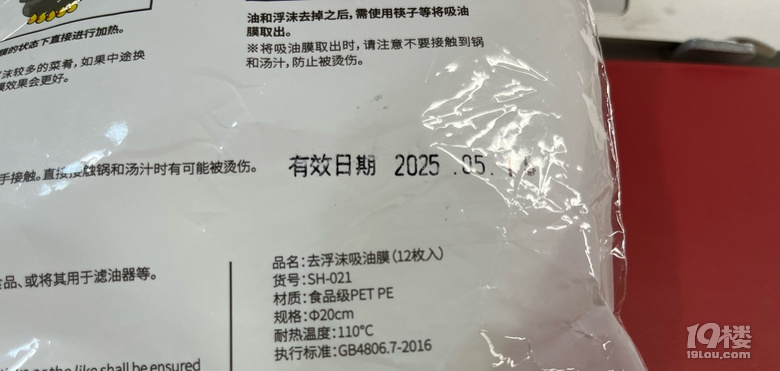 油和浮沫去掉之后，需使用筷子等将吸油
膜取出。
※将吸油膜取出时，请注意不要接触到锅
和汤汁，防止被烫伤。
的状态下直接进行加热。
沫较多的菜肴，如果中途换
膜效果会更好。
手接触。直接接触锅和汤汁时有可能被烫伤。
有效日期 2025.05.
食品、或将其用于滤油器等。
品名：去浮沫吸油膜（12枚入）
货号：SH-021
材质：食品级PET PE
规格：Φ20cm
耐热温度：110°C
执行标准：GB4806.7-2016
the like shall be ensured
19楼
19lou.com